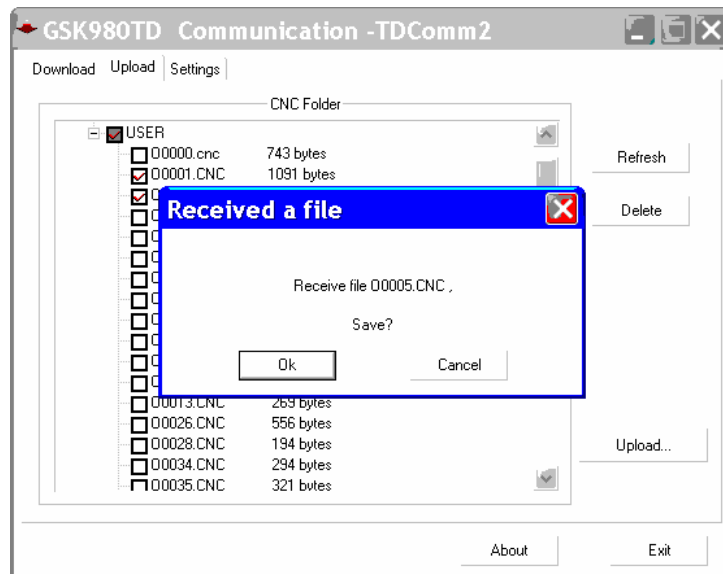 GSK980TD Communication -TDComm2
Download Upload Settings
CNC Folder
USER
O0000.cnc 743 bytes
O0001.CNC 1091 bytes
Refresh
Received a file
Delete
Receive file O0005.CNC ,
Save?
Ok Cancel
O0013.CNC 269 bytes
O0026.CNC 556 bytes
O0028.CNC 194 bytes
Upload...
O0034.CNC 294 bytes
O0035.CNC 321 bytes
About Exit